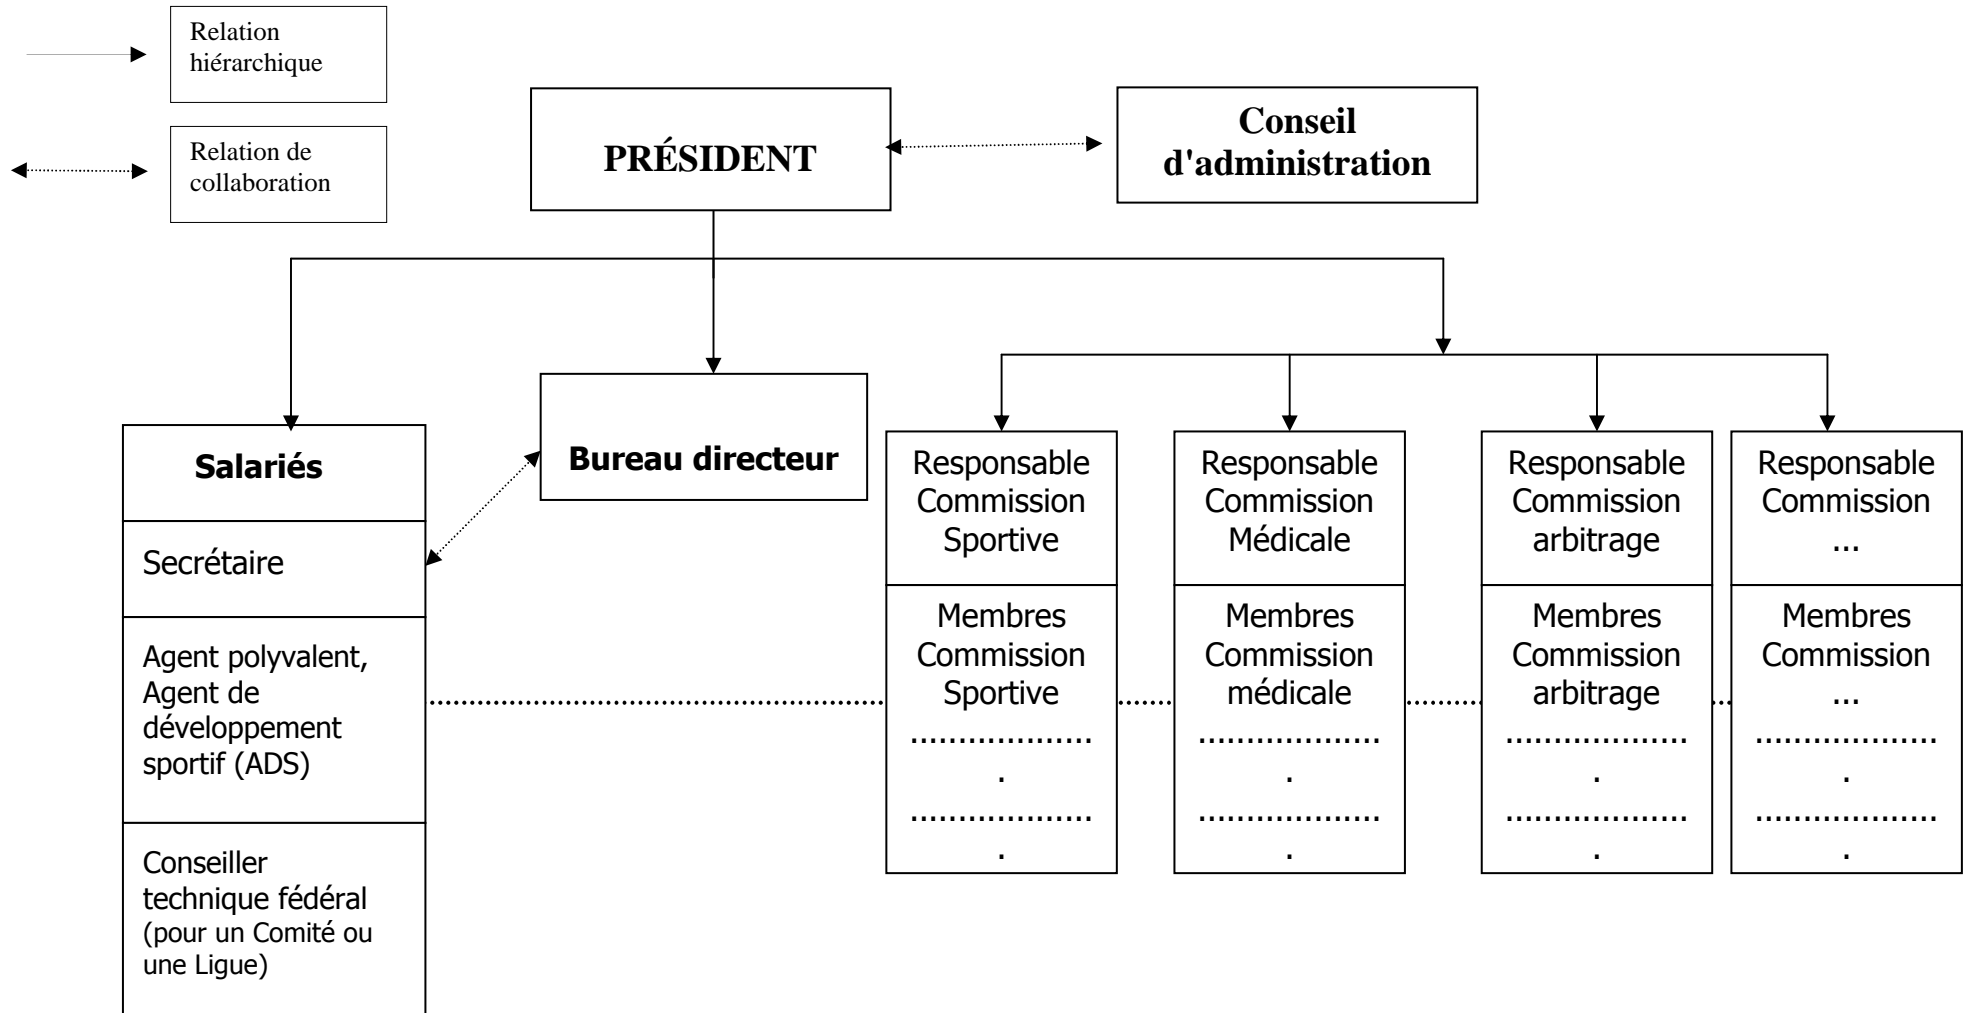 Relation
hiérarchique
Relation de
collaboration
PRÉSIDENT
Conseil
d'administration
Salariés
Secrétaire
Agent polyvalent,
Agent de
développement
sportif (ADS)
Conseiller
technique fédéral
(pour un Comité ou
une Ligue)
Bureau directeur
Responsable
Commission
Sportive
Membres
Commission
Sportive
...................
.
...................
.
Responsable
Commission
Médicale
Membres
Commission
médicale
...................
.
...................
.
Responsable
Commission
arbitrage
Membres
Commission
arbitrage
...................
.
...................
.
Responsable
Commission
...
Membres
Commission
...
...................
.
...................
.